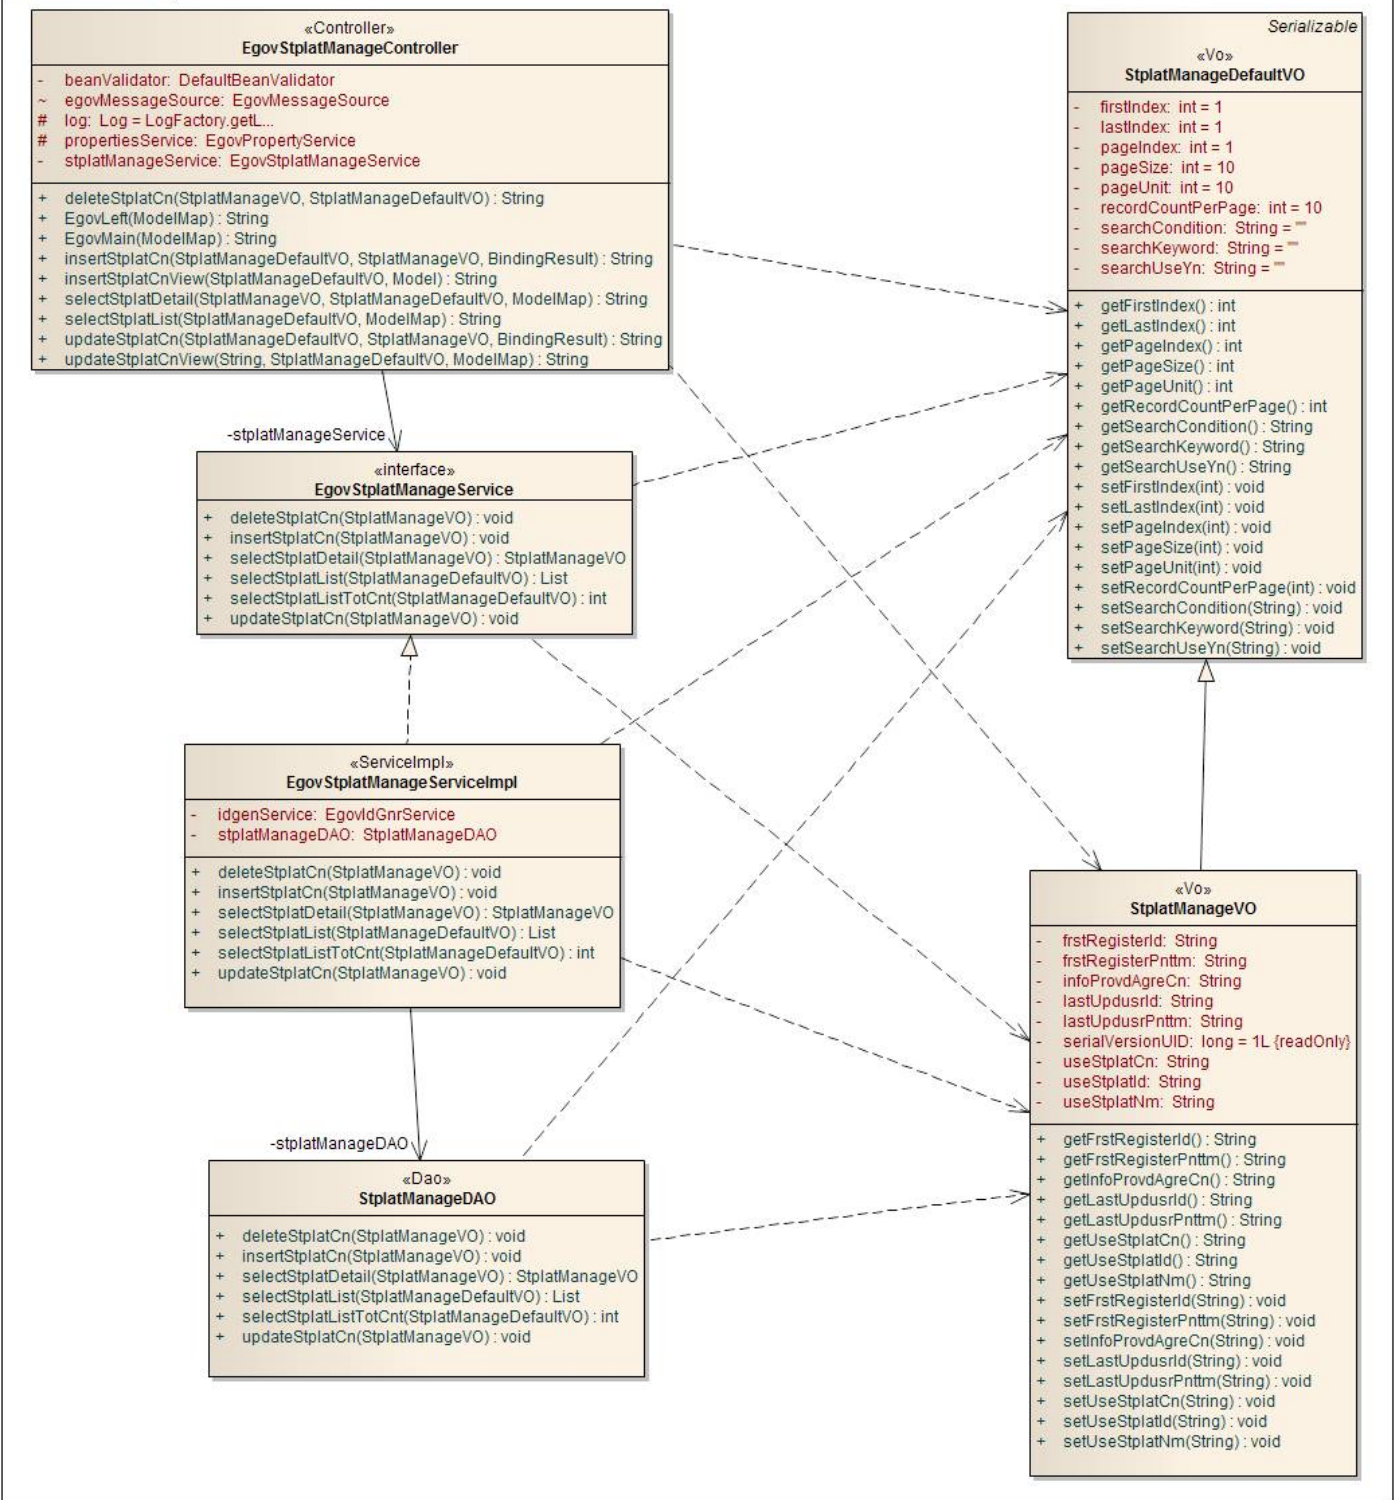 «Controller»
EgovStplatManageController
- beanValidator: DefaultBeanValidator
~ egovMessageSource: EgovMessageSource
# log: Log = LogFactory.getL...
# propertiesService: EgovPropertyService
- stplatManageService: EgovStplatManageService
+ deleteStplatCn(StplatManageVO, StplatManageDefaultVO) : String
+ EgovLeft(ModelMap) : String
+ EgovMain(ModelMap) : String
+ insertStplatCn(StplatManageDefaultVO, StplatManageVO, BindingResult) : String
+ insertStplatCnView(StplatManageDefaultVO, Model) : String
+ selectStplatDetail(StplatManageVO, StplatManageDefaultVO, ModelMap) : String
+ selectStplatList(StplatManageDefaultVO, ModelMap) : String
+ updateStplatCn(StplatManageDefaultVO, StplatManageVO, BindingResult) : String
+ updateStplatCnView(String, StplatManageDefaultVO, ModelMap) : String
-stplatManageService
«interface»
EgovStplatManageService
+ deleteStplatCn(StplatManageVO) : void
+ insertStplatCn(StplatManageVO) : void
+ selectStplatDetail(StplatManageVO) : StplatManageVO
+ selectStplatList(StplatManageDefaultVO) : List
+ selectStplatListTotCnt(StplatManageDefaultVO) : int
+ updateStplatCn(StplatManageVO) : void
«ServiceImpl»
EgovStplatManageServiceImpl
- idgenService: EgovIdGnrService
- stplatManageDAO: StplatManageDAO
+ deleteStplatCn(StplatManageVO) : void
+ insertStplatCn(StplatManageVO) : void
+ selectStplatDetail(StplatManageVO) : StplatManageVO
+ selectStplatList(StplatManageDefaultVO) : List
+ selectStplatListTotCnt(StplatManageDefaultVO) : int
+ updateStplatCn(StplatManageVO) : void
-stplatManageDAO
«Dao»
StplatManageDAO
+ deleteStplatCn(StplatManageVO) : void
+ insertStplatCn(StplatManageVO) : void
+ selectStplatDetail(StplatManageVO) : StplatManageVO
+ selectStplatList(StplatManageDefaultVO) : List
+ selectStplatListTotCnt(StplatManageDefaultVO) : int
+ updateStplatCn(StplatManageVO) : void
Serializable
«Vo»
StplatManageDefaultVO
- firstIndex: int = 1
- lastIndex: int = 1
- pageIndex: int = 1
- pageSize: int = 10
- pageUnit: int = 10
- recordCountPerPage: int = 10
- searchCondition: String = ""
- searchKeyword: String = ""
- searchUseYn: String = ""
+ getFirstIndex() : int
+ getLastIndex() : int
+ getPageIndex() : int
+ getPageSize() : int
+ getPageUnit() : int
+ getRecordCountPerPage() : int
+ getSearchCondition() : String
+ getSearchKeyword() : String
+ getSearchUseYn() : String
+ setFirstIndex(int) : void
+ setLastIndex(int) : void
+ setPageIndex(int) : void
+ setPageSize(int) : void
+ setPageUnit(int) : void
+ setRecordCountPerPage(int) : void
+ setSearchCondition(String) : void
+ setSearchKeyword(String) : void
+ setSearchUseYn(String) : void
«Vo»
StplatManageVO
- frstRegisterId: String
- frstRegisterPnttm: String
- infoProvdAgreCn: String
- lastUpdusrId: String
- lastUpdusrPnttm: String
- serialVersionUID: long = 1L {readOnly}
- useStplatCn: String
- useStplatId: String
- useStplatNm: String
+ getFrstRegisterId() : String
+ getFrstRegisterPnttm() : String
+ getInfoProvdAgreCn() : String
+ getLastUpdusrId() : String
+ getLastUpdusrPnttm() : String
+ getUseStplatCn() : String
+ getUseStplatId() : String
+ getUseStplatNm() : String
+ setFrstRegisterId(String) : void
+ setFrstRegisterPnttm(String) : void
+ setInfoProvdAgreCn(String) : void
+ setLastUpdusrId(String) : void
+ setLastUpdusrPnttm(String) : void
+ setUseStplatCn(String) : void
+ setUseStplatId(String) : void
+ setUseStplatNm(String) : void